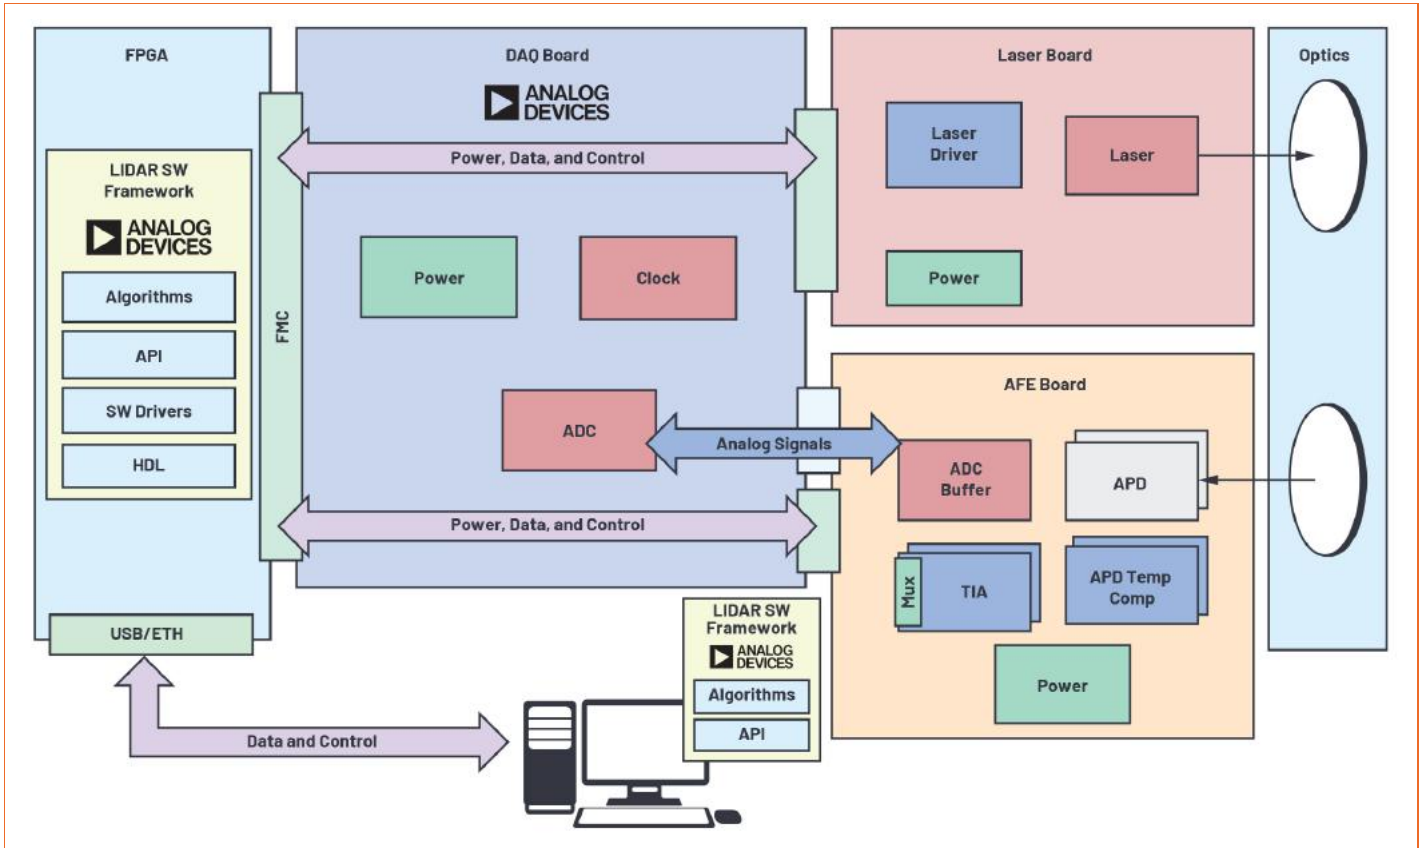 FPGA
LIDAR SW
Framework
ANALOG
DEVICES
Algorithms
API
SW Drivers
HDL
USB/ETH
FMC
DAQ Board
ANALOG
DEVICES
Power, Data, and Control
Power
Clock
ADC
Analog Signals
Power, Data, and Control
Laser Board
Laser
Driver
Laser
Power
AFE Board
ADC
Buffer
APD
Mux
TIA
APD Temp
Comp
Power
Optics
LIDAR SW
Framework
ANALOG
DEVICES
Algorithms
API
Data and Control